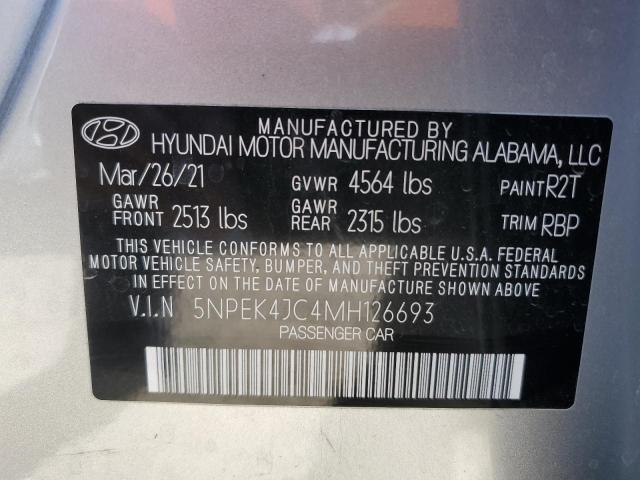 MANUFACTURED BY
HYUNDAI MOTOR MANUFACTURING ALABAMA, LLC
Mar/26/21 GVWR 4564 lbs PAINT R2T
GAWR FRONT 2513 lbs GAWR REAR 2315 lbs TRIM RBP
THIS VEHICLE CONFORMS TO ALL APPLICABLE U.S.A. FEDERAL
MOTOR VEHICLE SAFETY, BUMPER, AND THEFT PREVENTION STANDARDS
IN EFFECT ON THE DATE OF MANUFACTURE SHOWN ABOVE.
V.I.N 5NPEK4JC4MH126693
PASSENGER CAR